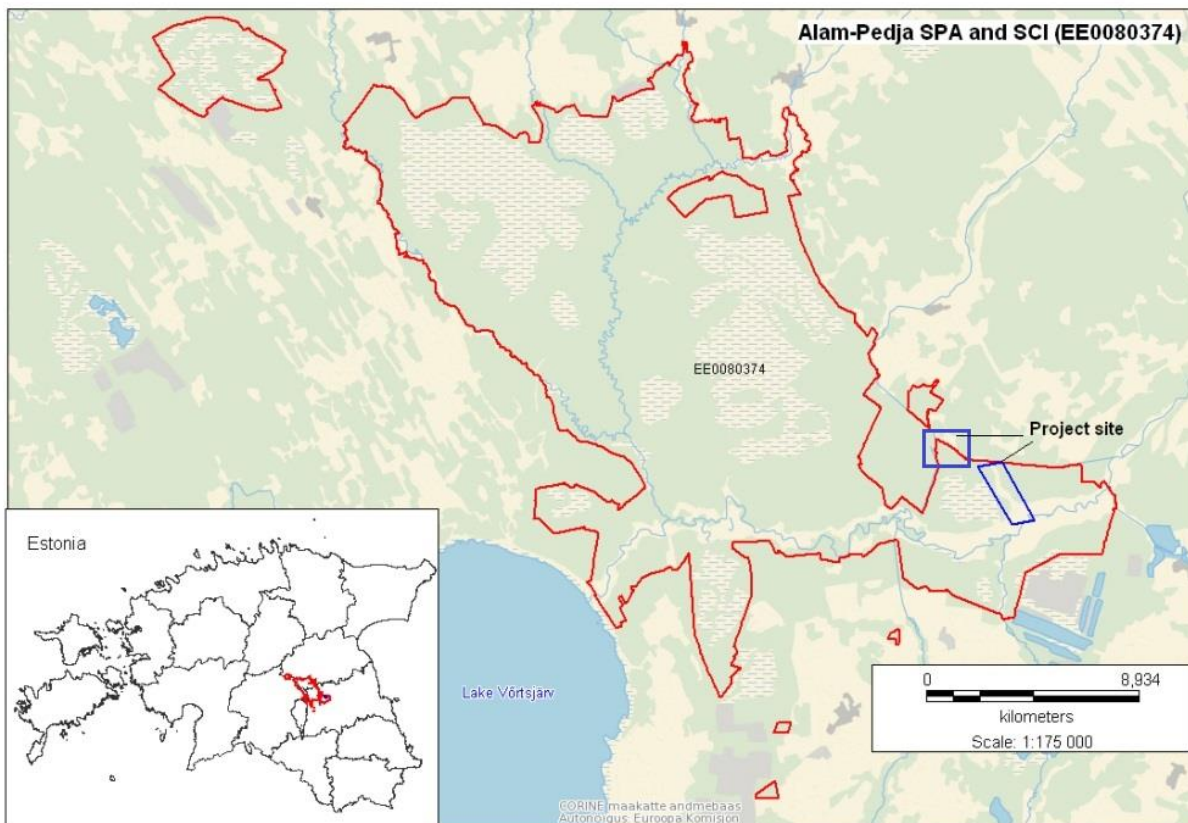 Alam-Pedja SPA and SCI (EE0080374)
EE0080374
Project site
Estonia
Lake Võrtsjärv
0 8,934
kilometers
Scale: 1:175 000
CORINE maakatte andmebaas
Autoriõigus: Euroopa Komisjon